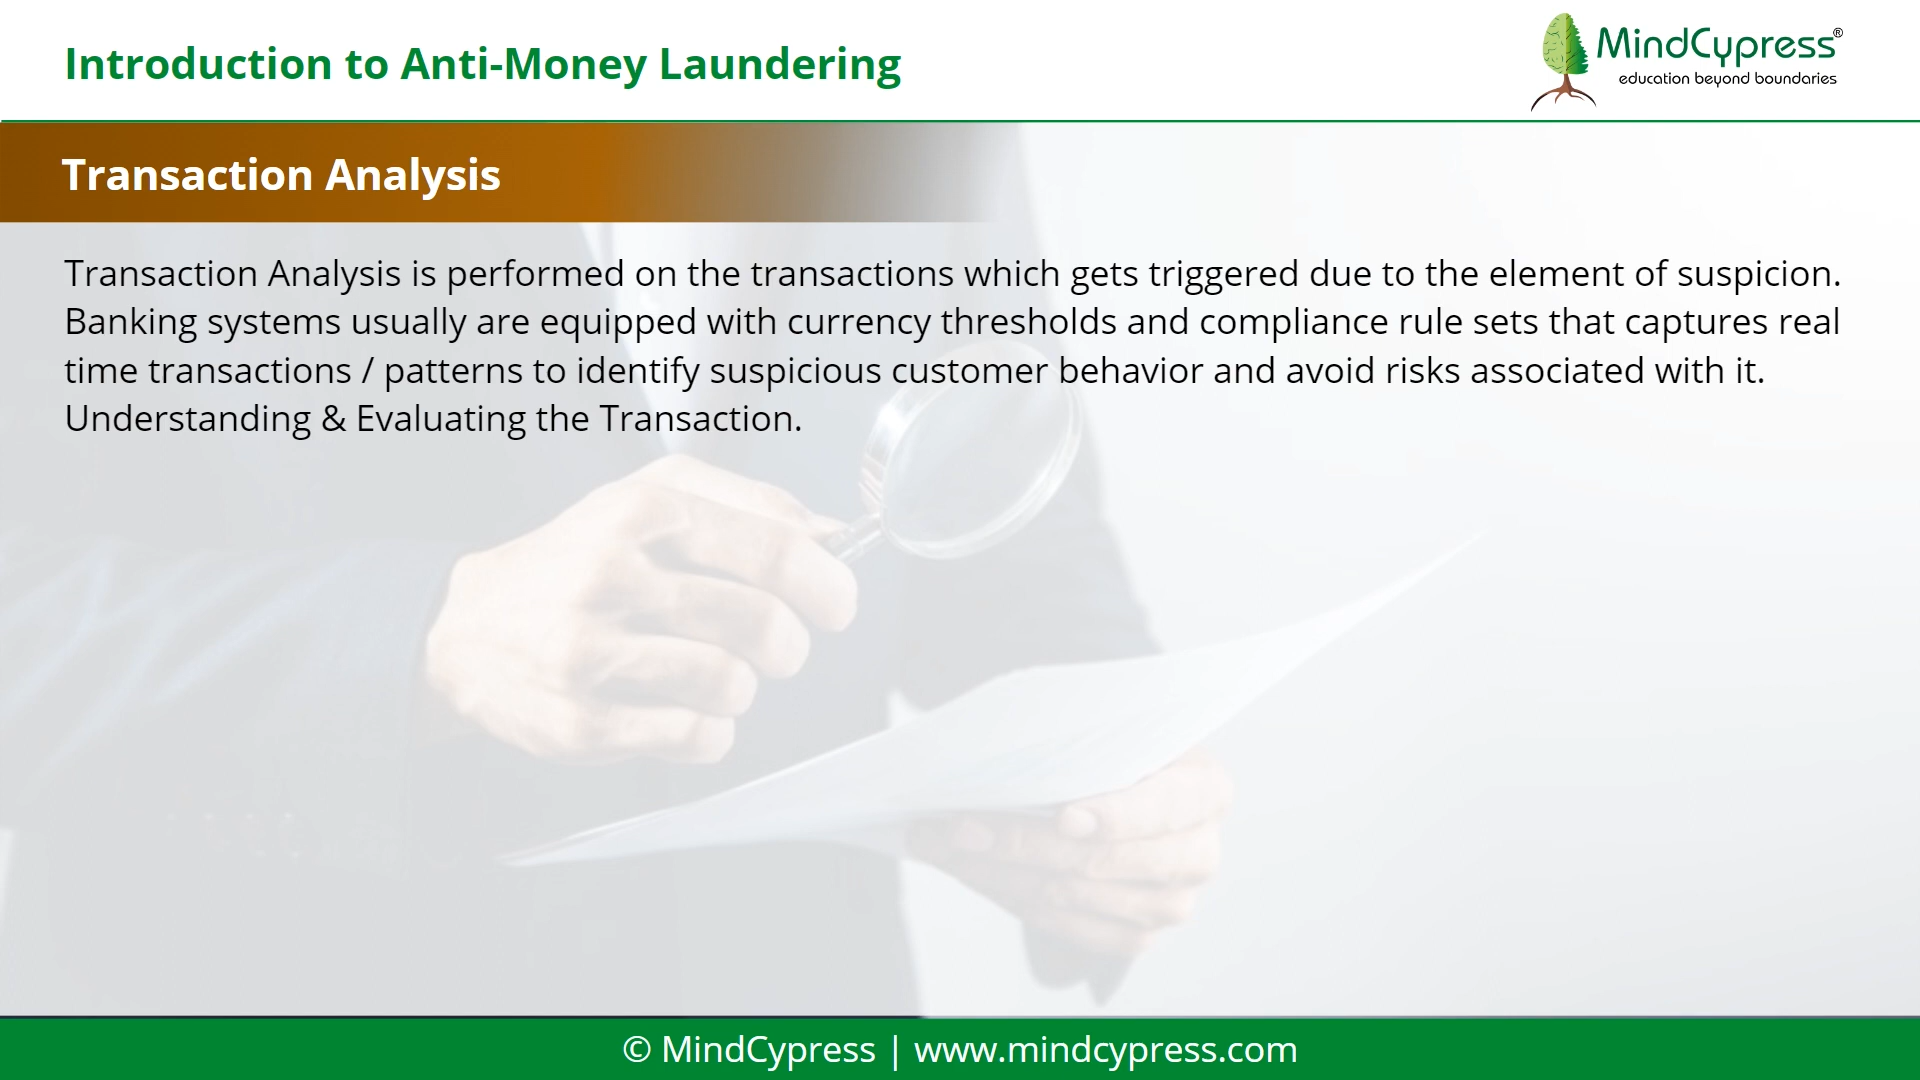 Introduction to Anti-Money Laundering
MindCypress®
education beyond boundaries
Transaction Analysis
Transaction Analysis is performed on the transactions which gets triggered due to the element of suspicion.
Banking systems usually are equipped with currency thresholds and compliance rule sets that captures real
time transactions / patterns to identify suspicious customer behavior and avoid risks associated with it.
Understanding & Evaluating the Transaction.
© MindCypress | www.mindcypress.com